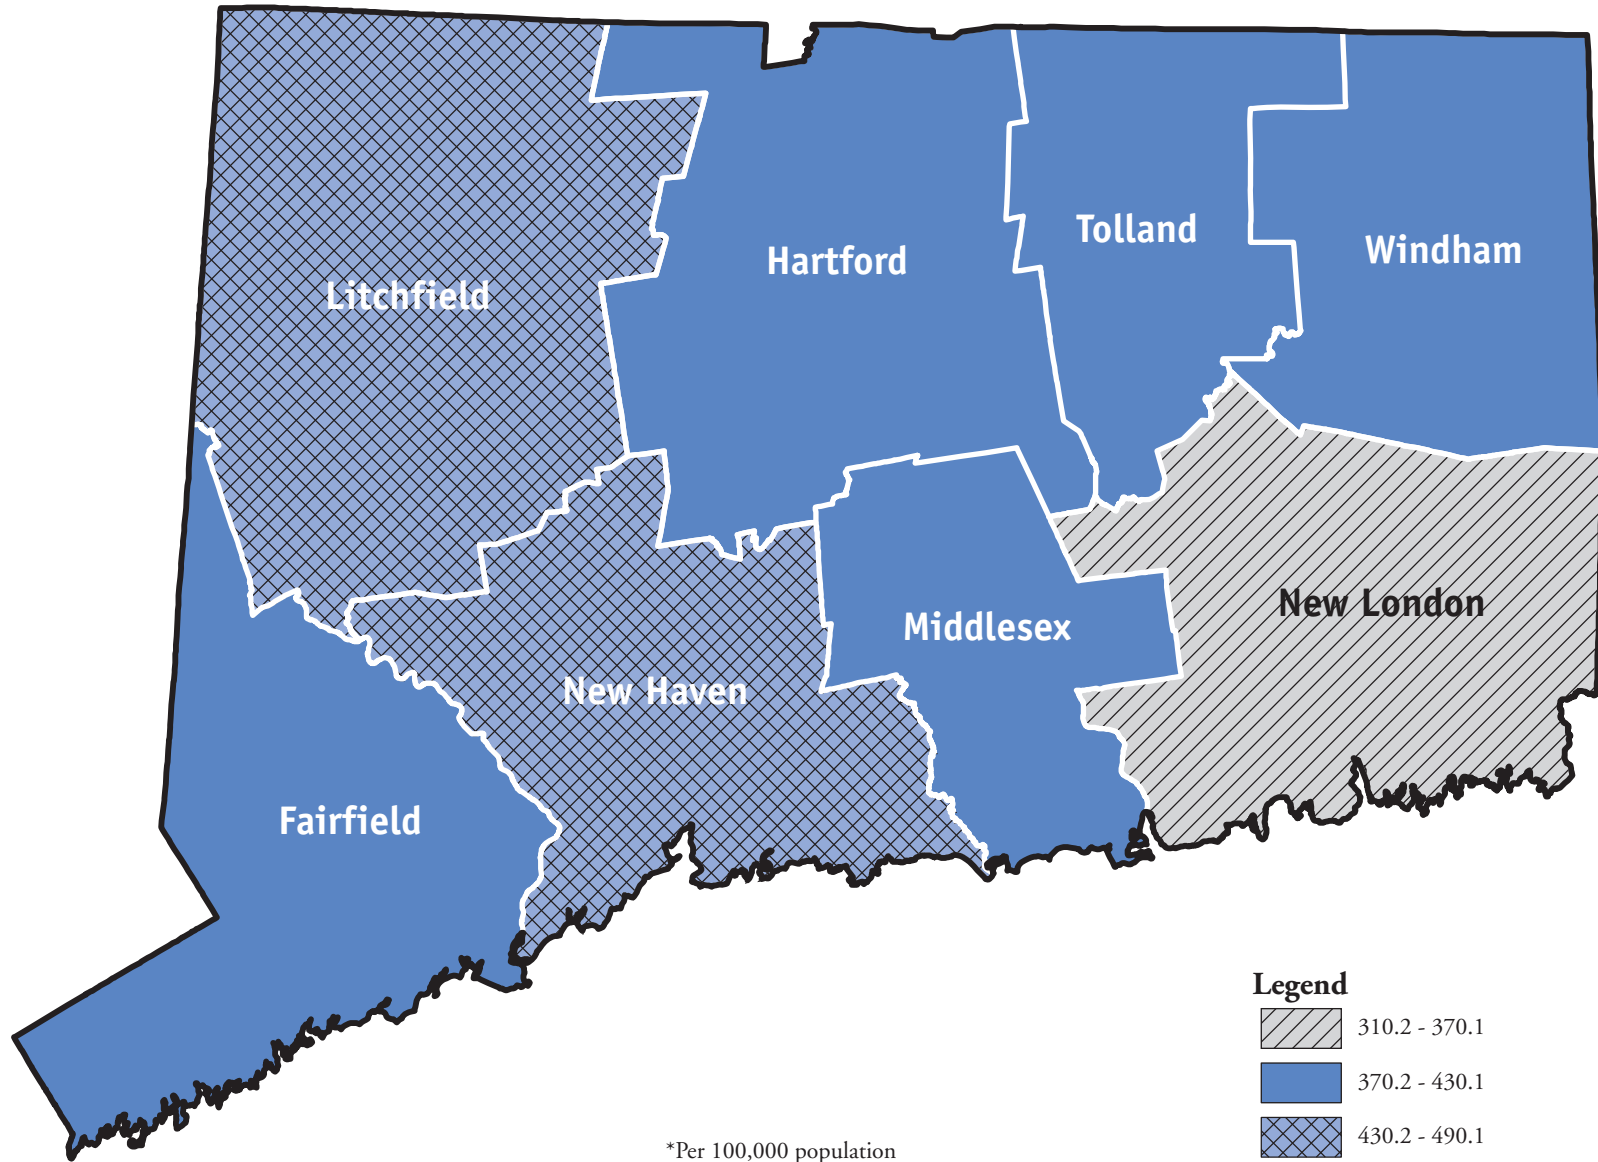 Tolland
Windham
Hartford
Litchfield
New London
Middlesex
New Haven
Fairfield
Legend
310.2 - 370.1
370.2 - 430.1
430.2 - 490.1
*Per 100,000 population